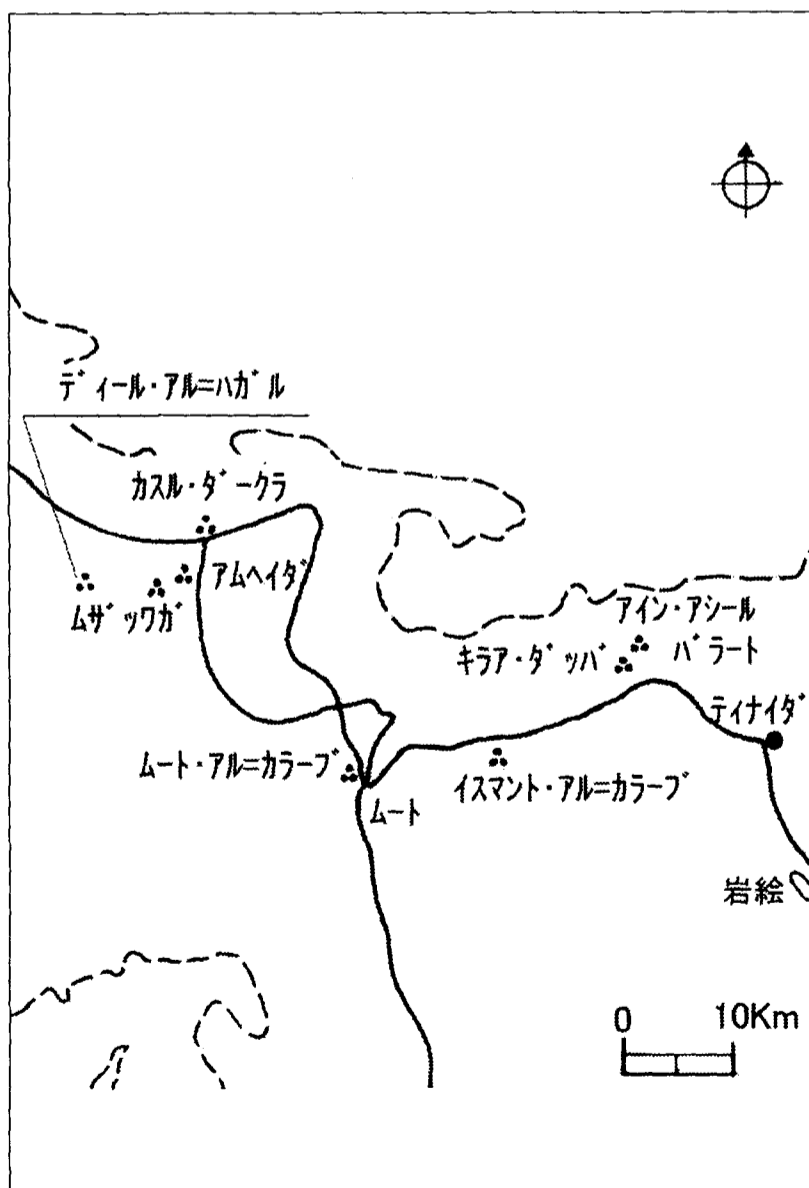 ディール・アル＝ハガル
カスル・ダークラ
アムヘイダ
ムザックガ
アイン・アシール
キラア・ダッバ
バラート
ティナイダ
ムート・アル＝カラーブ
イスマント・アル＝カラーブ
ムート
岩絵
0 10Km